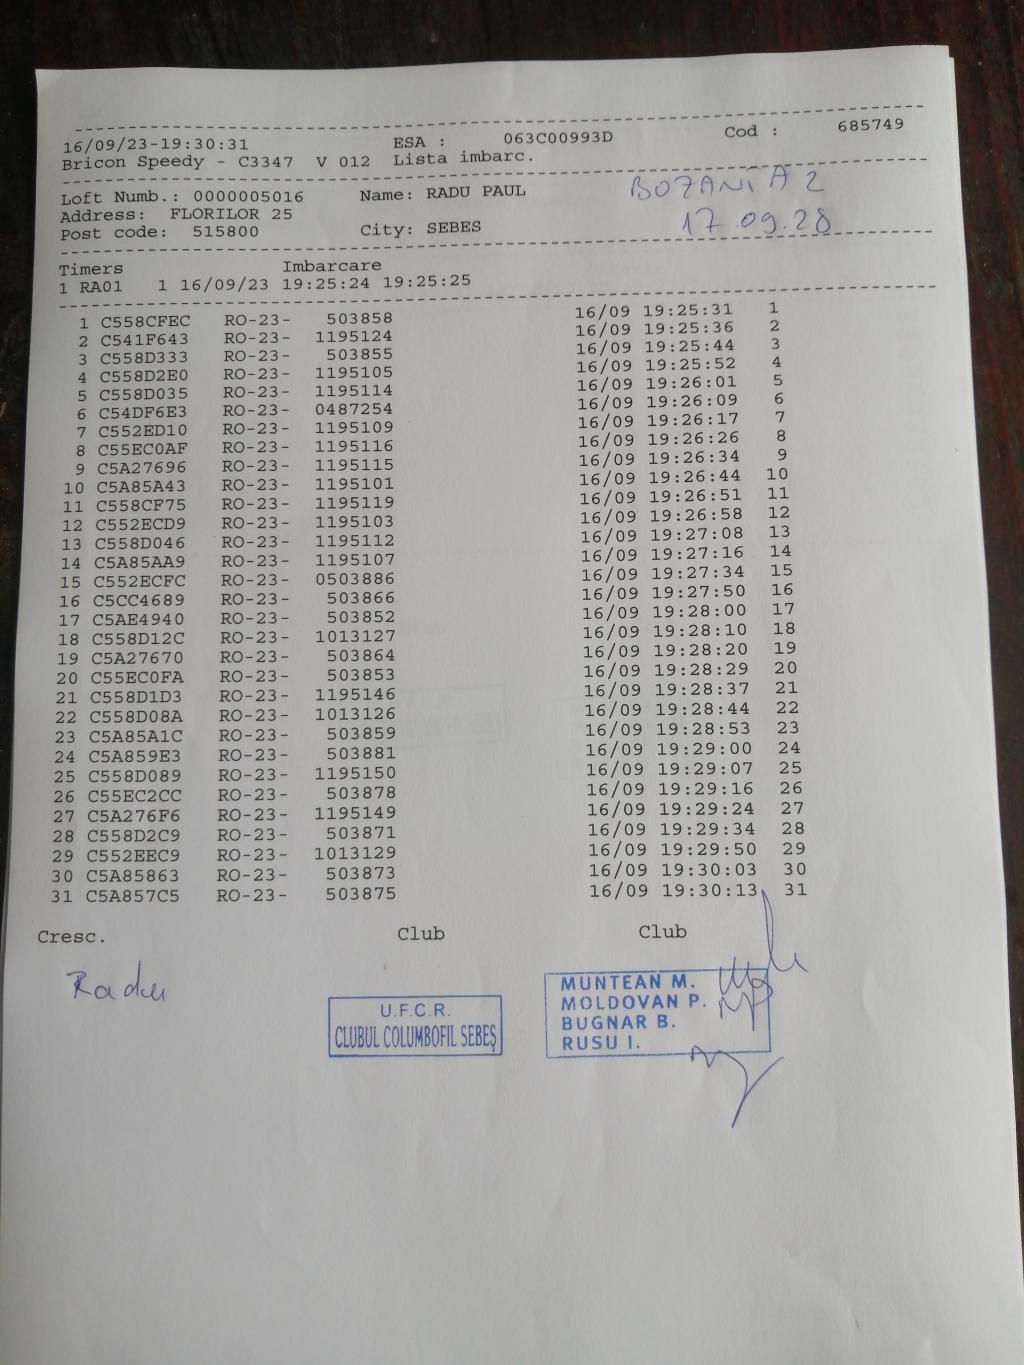 16/09/23-19:30:31 ESA : 063C00993D Cod : 685749
Bricon Speedy - C3347 V 012 Lista imbarc.
Loft Numb.: 0000005016 Name: RADU PAUL
Address: FLORILOR 25
Post code: 515800 City: SEBES
BOZANIA 2
17.09.23
Timers Imbarcare
1 RA01 1 16/09/23 19:25:24 19:25:25
1 C558CFEC RO-23- 503858 16/09 19:25:31 1
2 C541F643 RO-23- 1195124 16/09 19:25:36 2
3 C558D333 RO-23- 503855 16/09 19:25:44 3
4 C558D2E0 RO-23- 1195105 16/09 19:25:52 4
5 C558D035 RO-23- 1195114 16/09 19:26:01 5
6 C54DF6E3 RO-23- 0487254 16/09 19:26:09 6
7 C552ED10 RO-23- 1195109 16/09 19:26:17 7
8 C55EC0AF RO-23- 1195116 16/09 19:26:26 8
9 C5A27696 RO-23- 1195115 16/09 19:26:34 9
10 C5A85A43 RO-23- 1195101 16/09 19:26:44 10
11 C558CF75 RO-23- 1195119 16/09 19:26:51 11
12 C552ECD9 RO-23- 1195103 16/09 19:26:58 12
13 C558D046 RO-23- 1195112 16/09 19:27:08 13
14 C5A85AA9 RO-23- 1195107 16/09 19:27:16 14
15 C552ECFC RO-23- 0503886 16/09 19:27:34 15
16 C5CC4689 RO-23- 503866 16/09 19:27:50 16
17 C5AE4940 RO-23- 503852 16/09 19:28:00 17
18 C558D12C RO-23- 1013127 16/09 19:28:10 18
19 C5A27670 RO-23- 503864 16/09 19:28:20 19
20 C55EC0FA RO-23- 503853 16/09 19:28:29 20
21 C558D1D3 RO-23- 1195146 16/09 19:28:37 21
22 C558D08A RO-23- 1013126 16/09 19:28:44 22
23 C5A85A1C RO-23- 503859 16/09 19:28:53 23
24 C5A859E3 RO-23- 503881 16/09 19:29:00 24
25 C558D089 RO-23- 1195150 16/09 19:29:07 25
26 C55EC2CC RO-23- 503878 16/09 19:29:16 26
27 C5A276F6 RO-23- 1195149 16/09 19:29:24 27
28 C558D2C9 RO-23- 503871 16/09 19:29:34 28
29 C552EEC9 RO-23- 1013129 16/09 19:29:50 29
30 C5A85863 RO-23- 503873 16/09 19:30:03 30
31 C5A857C5 RO-23- 503875 16/09 19:30:13 31
Cresc. Club Club
Radu
U.F.C.R.
CLUBUL COLUMBOFIL SEBEȘ
MUNTEAN M.
MOLDOVAN P.
BUGNAR B.
RUSU I.